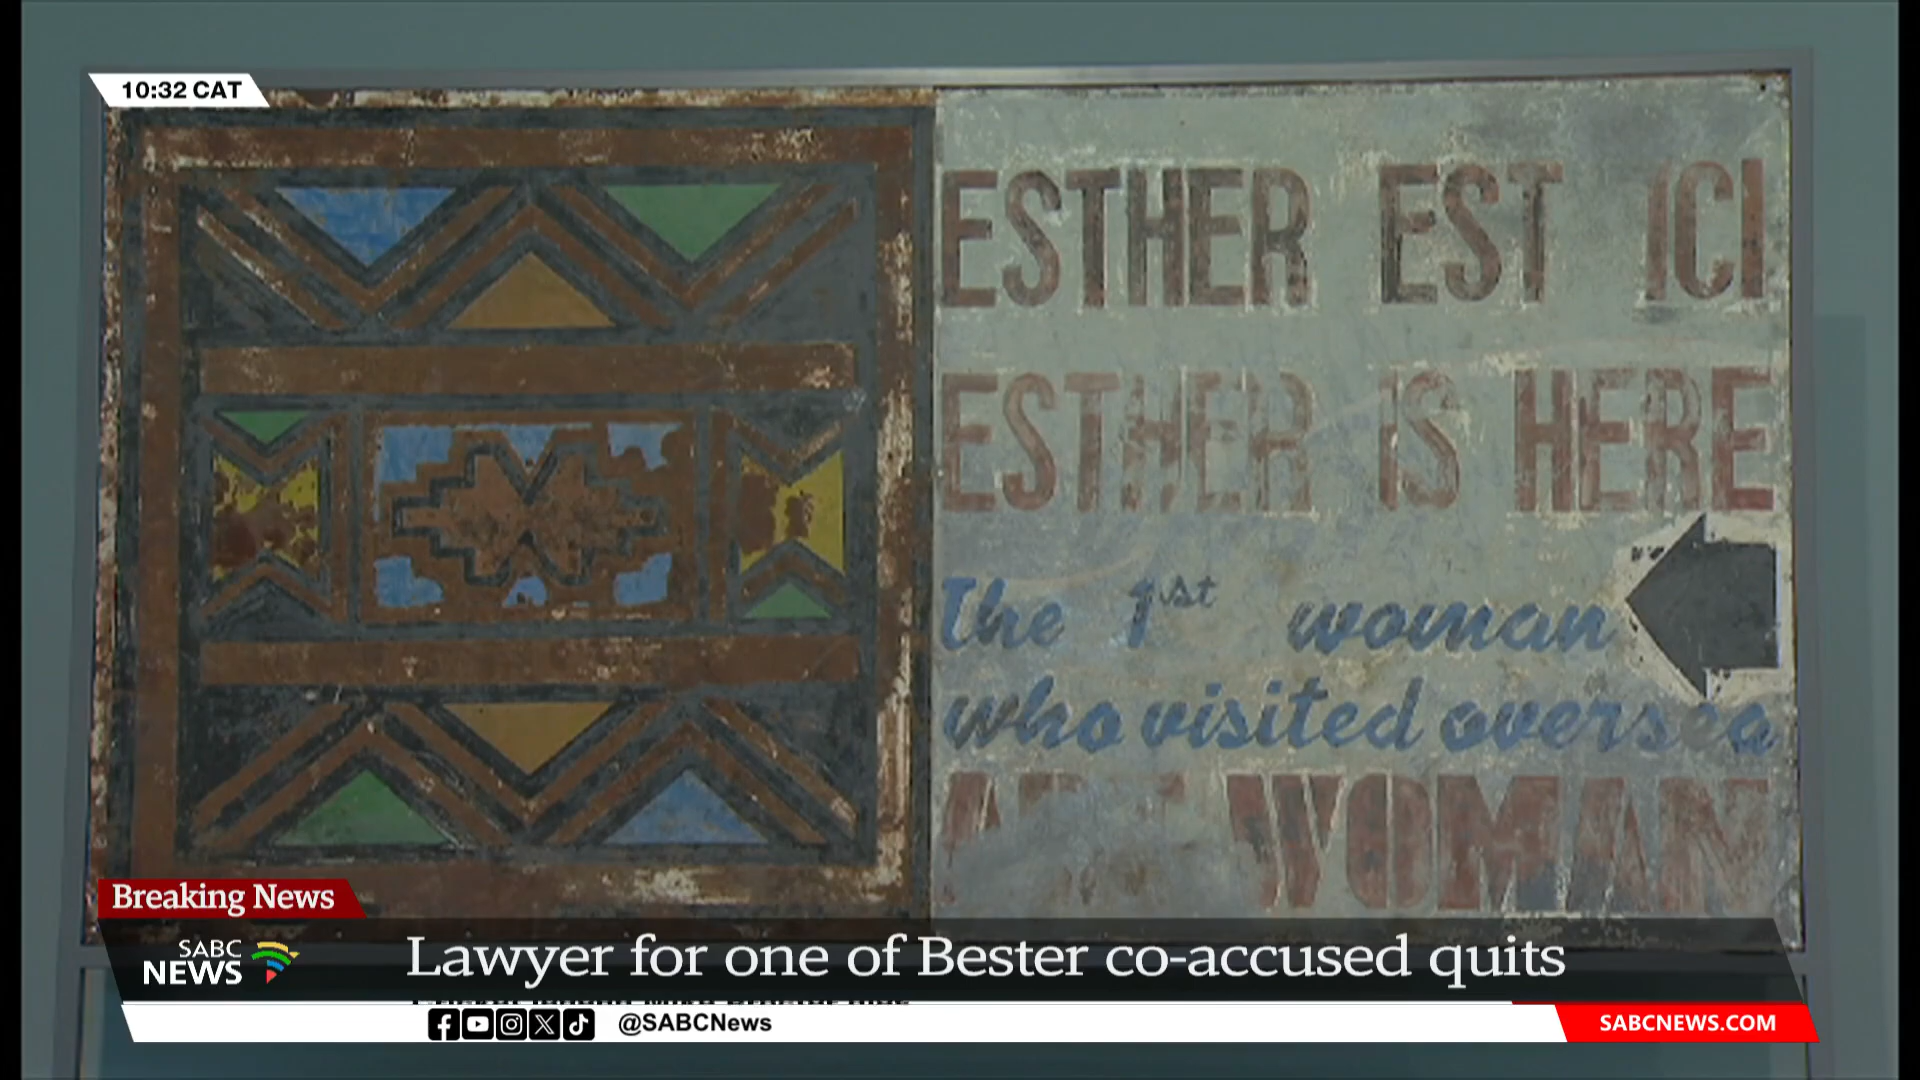 10:32 CAT
ESTHER EST ICI
ESTHER IS HERE
The 1st woman
who visited oversea
WOMAN
Breaking News
SABC
NEWS
Lawyer for one of Bester co-accused quits
@SABCNews
SABCNEWS.COM